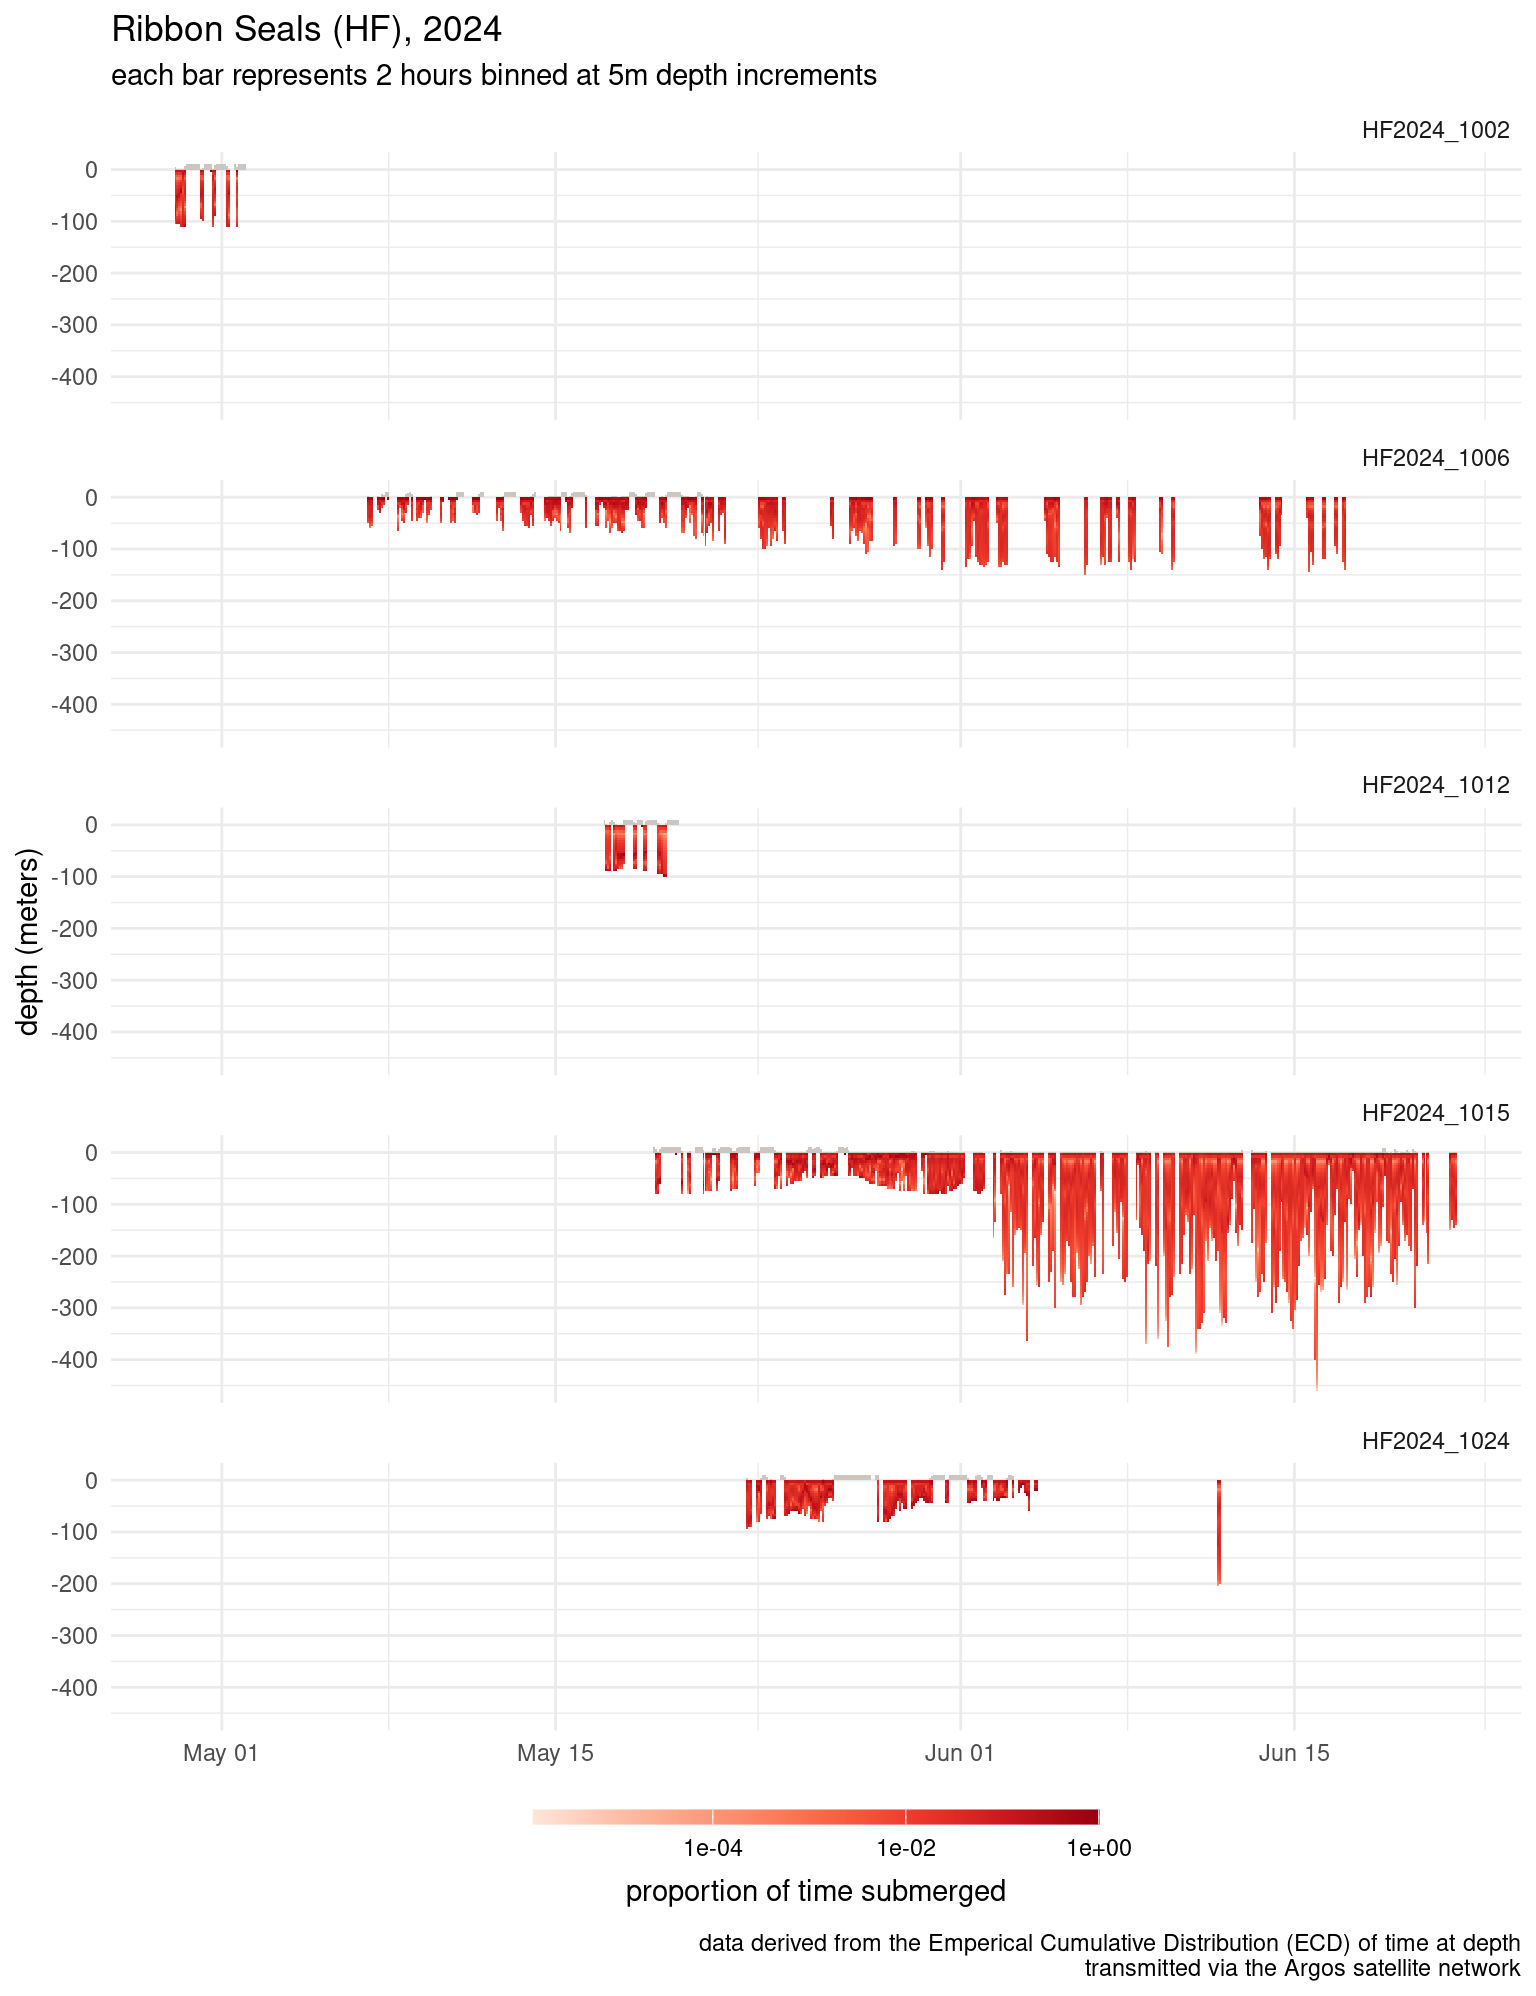 Ribbon Seals (HF), 2024
each bar represents 2 hours binned at 5m depth increments
HF2024_1002
0
-100
-200
-300
-400
HF2024_1006
0
-100
-200
-300
-400
HF2024_1012
0
-100
-200
-300
-400
depth (meters)
HF2024_1015
0
-100
-200
-300
-400
HF2024_1024
0
-100
-200
-300
-400
May 01 May 15 Jun 01 Jun 15
1e-04 1e-02 1e+00
proportion of time submerged
data derived from the Emperical Cumulative Distribution (ECD) of time at depth
transmitted via the Argos satellite network